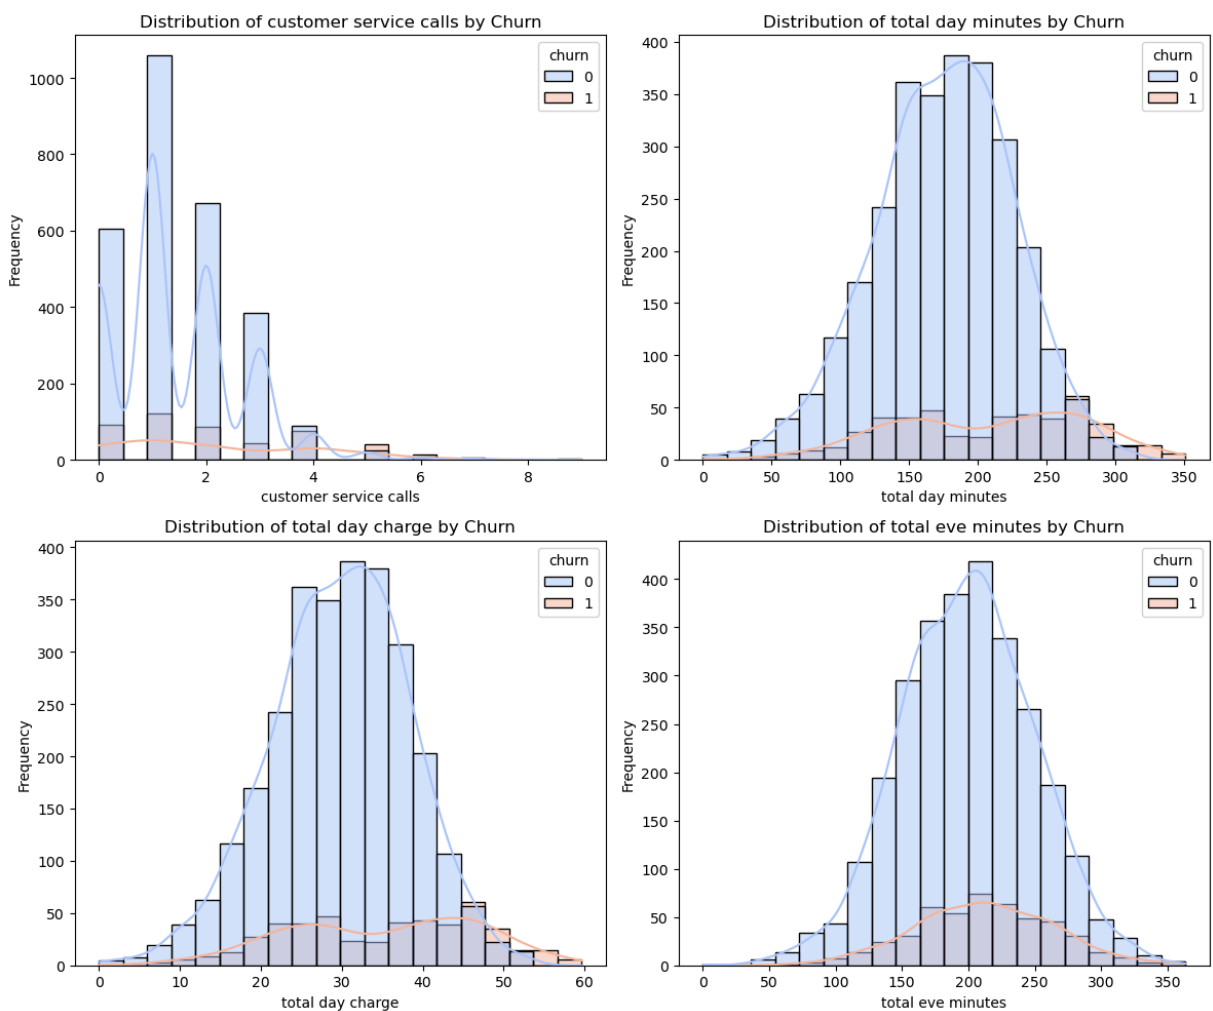 Distribution of customer service calls by Churn
churn
0
1
1000
800
600
400
200
0
Frequency
0 2 4 6 8
customer service calls
Distribution of total day minutes by Churn
churn
0
1
400
350
300
250
200
150
100
50
0
Frequency
0 50 100 150 200 250 300 350
total day minutes
Distribution of total day charge by Churn
churn
0
1
400
350
300
250
200
150
100
50
0
Frequency
0 10 20 30 40 50 60
total day charge
Distribution of total eve minutes by Churn
churn
0
1
400
350
300
250
200
150
100
50
0
Frequency
0 50 100 150 200 250 300 350
total eve minutes